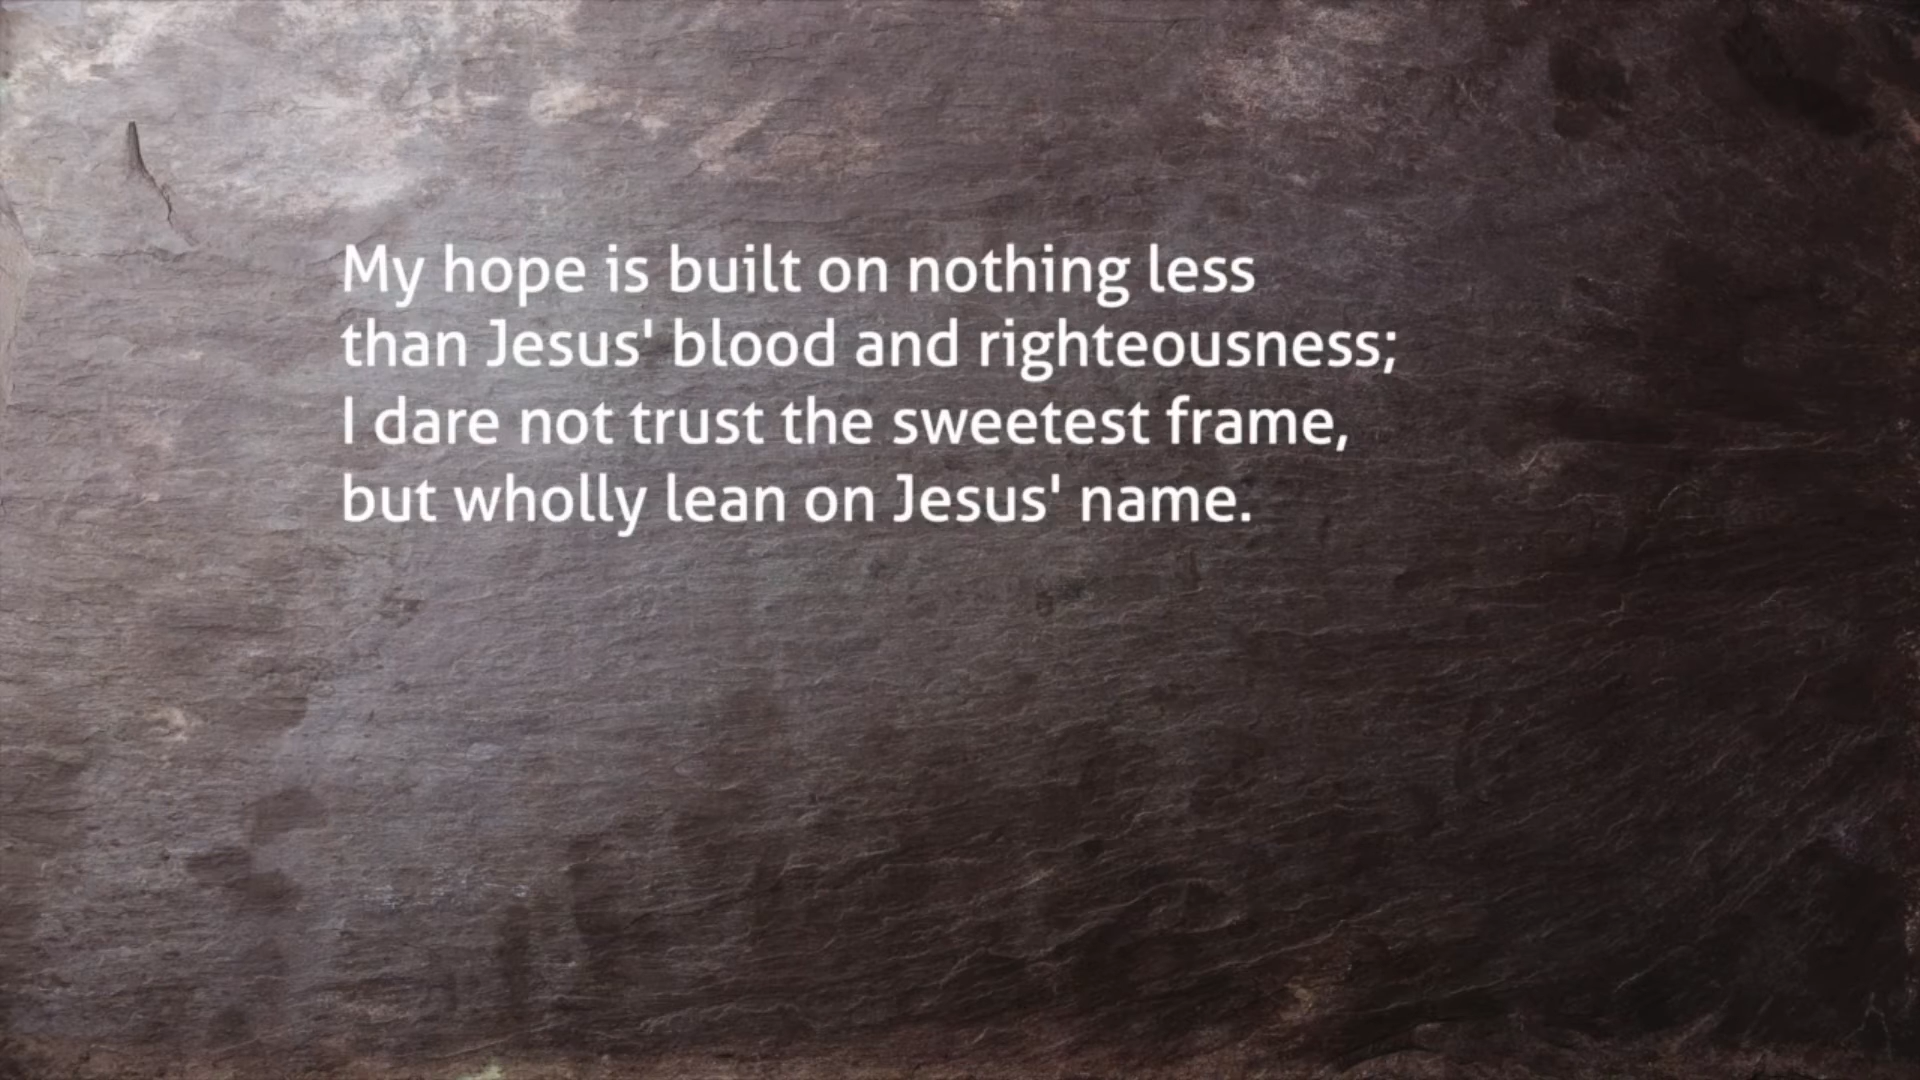 My hope is built on nothing less
than Jesus' blood and righteousness;
I dare not trust the sweetest frame,
but wholly lean on Jesus' name.